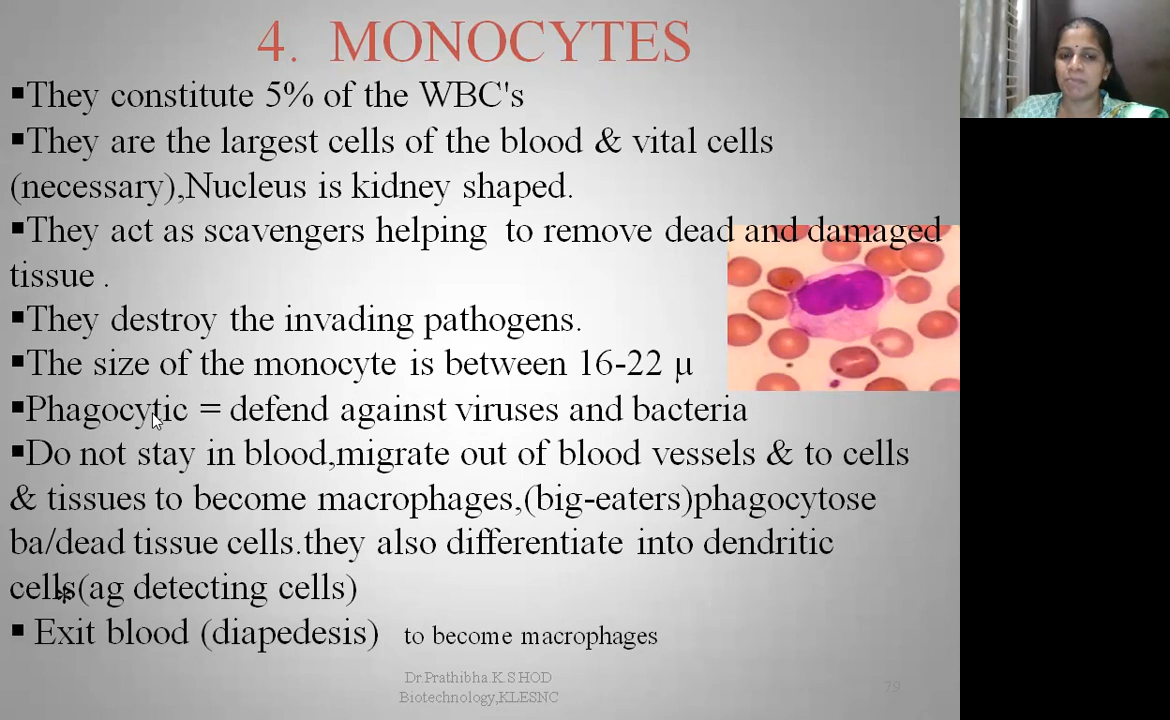 4. MONOCYTES
▪They constitute 5% of the WBC's
▪They are the largest cells of the blood & vital cells
(necessary),Nucleus is kidney shaped.
▪They act as scavengers helping to remove dead and damaged
tissue .
▪They destroy the invading pathogens.
▪The size of the monocyte is between 16-22 µ
▪Phagocytic = defend against viruses and bacteria
▪Do not stay in blood,migrate out of blood vessels & to cells
& tissues to become macrophages,(big-eaters)phagocytose
ba/dead tissue cells.they also differentiate into dendritic
cells(ag detecting cells)
▪ Exit blood (diapedesis) to become macrophages
Dr.Prathibha.K.S HOD
Biotechnology,KLESNC
79